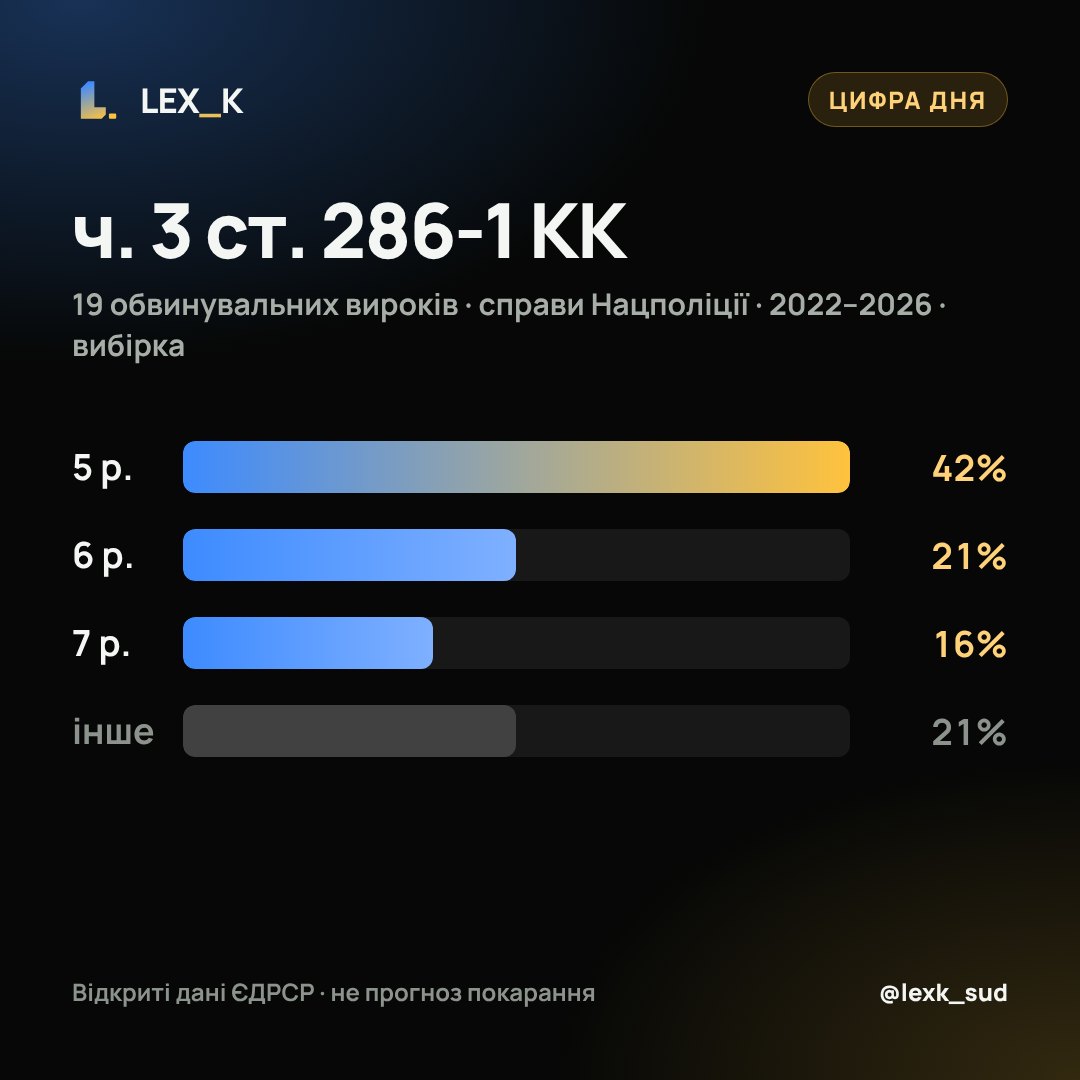 LEX_K
ЦИФРА ДНЯ
ч. 3 ст. 286-1 КК
19 обвинувальних вироків · справи Нацполіції · 2022–2026 ·
вибірка
5 р. 42%
6 р. 21%
7 р. 16%
інше 21%
Відкриті дані ЄДРСР · не прогноз покарання
@lexk_sud